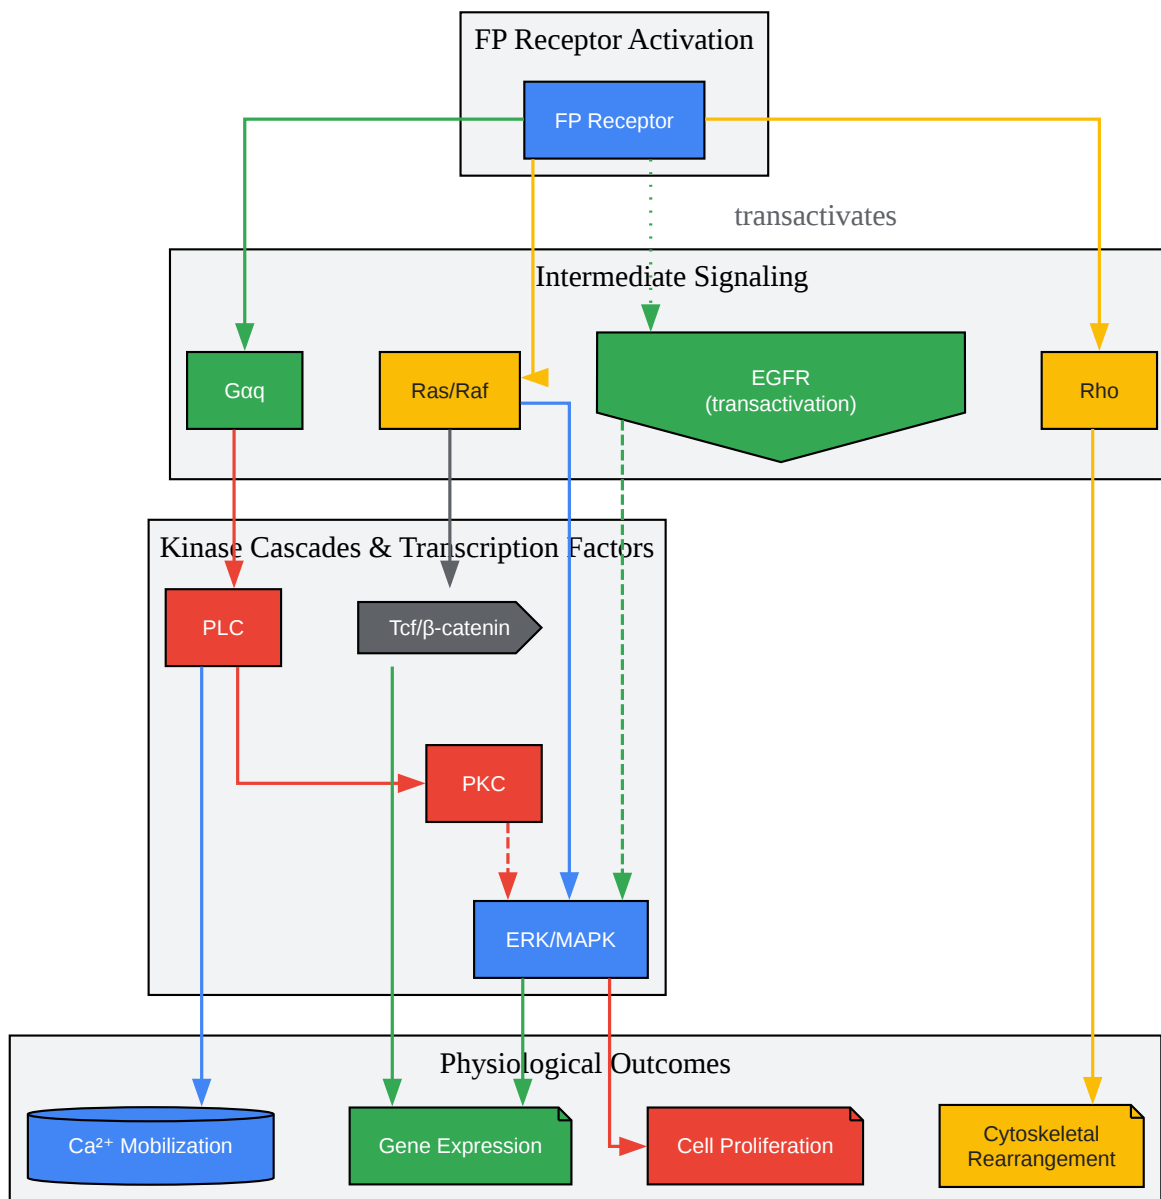 FP Receptor Activation
FP Receptor
transactivates
Intermediate Signaling
Gαq
Ras/Raf
EGFR
(transactivation)
Rho
Kinase Cascades & Transcription Factors
PLC
Tcf/β-catenin
PKC
ERK/MAPK
Physiological Outcomes
Ca²⁺ Mobilization
Gene Expression
Cell Proliferation
Cytoskeletal
Rearrangement